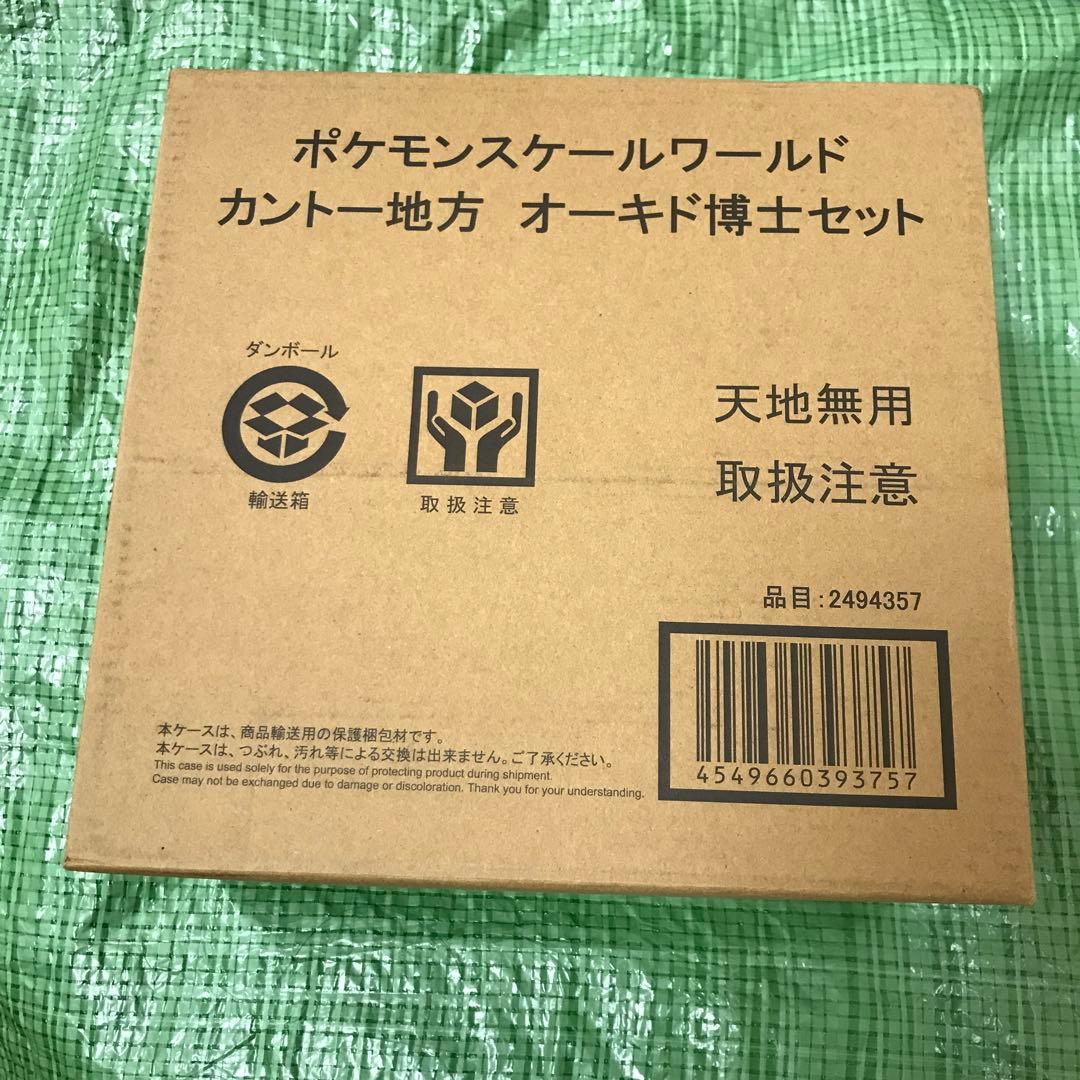 ポケモンスケールワールド
カントー地方　オーキド博士セット
ダンボール
輸送箱
取扱注意
天地無用
取扱注意
品目：2494357
4549660393757
本ケースは、商品輸送用の保護梱包材です。
本ケースは、つぶれ、汚れ等による交換は出来ません。ご了承ください。
This case is used solely for the purpose of protecting product during shipment.
Case may not be exchanged due to damage or discoloration. Thank you for your understanding.